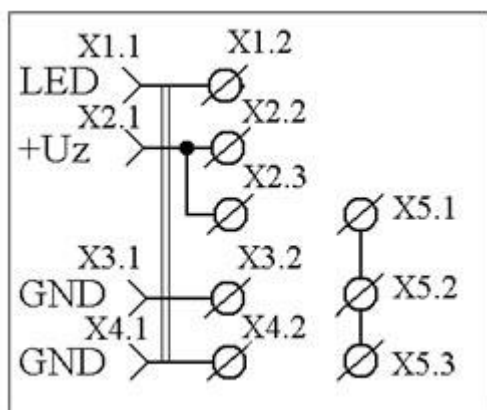 X1.1 X1.2
LED
X2.1 X2.2
+Uz
X2.3
X5.1
X3.1 X3.2
X5.2
GND
X4.1 X4.2
GND
X5.3